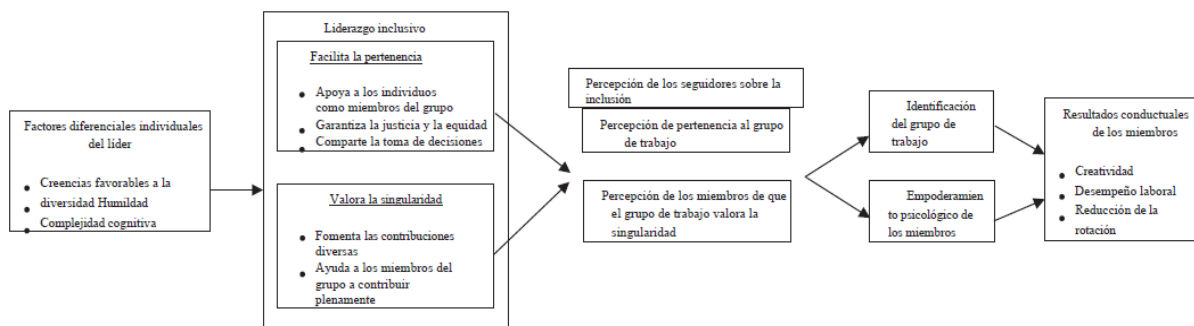 Factores diferenciales individuales
del líder
Creencias favorables a la
diversidad Humildad
Complejidad cognitiva
Liderazgo inclusivo
Facilita la pertenencia
Apoya a los individuos
como miembros del grupo
Garantiza la justicia y la equidad
Comparte la toma de decisiones
Valora la singularidad
Fomenta las contribuciones
diversas
Ayuda a los miembros del
grupo a contribuir
plenamente
Percepción de los seguidores sobre la
inclusión
Percepción de pertenencia al grupo
de trabajo
Percepción de los miembros de que
el grupo de trabajo valora la
singularidad
Identificación
del grupo de
trabajo
Empoderamien
to psicológico de
los miembros
Resultados conductuales
de los miembros
Creatividad
Desempeño laboral
Reducción de la
rotación